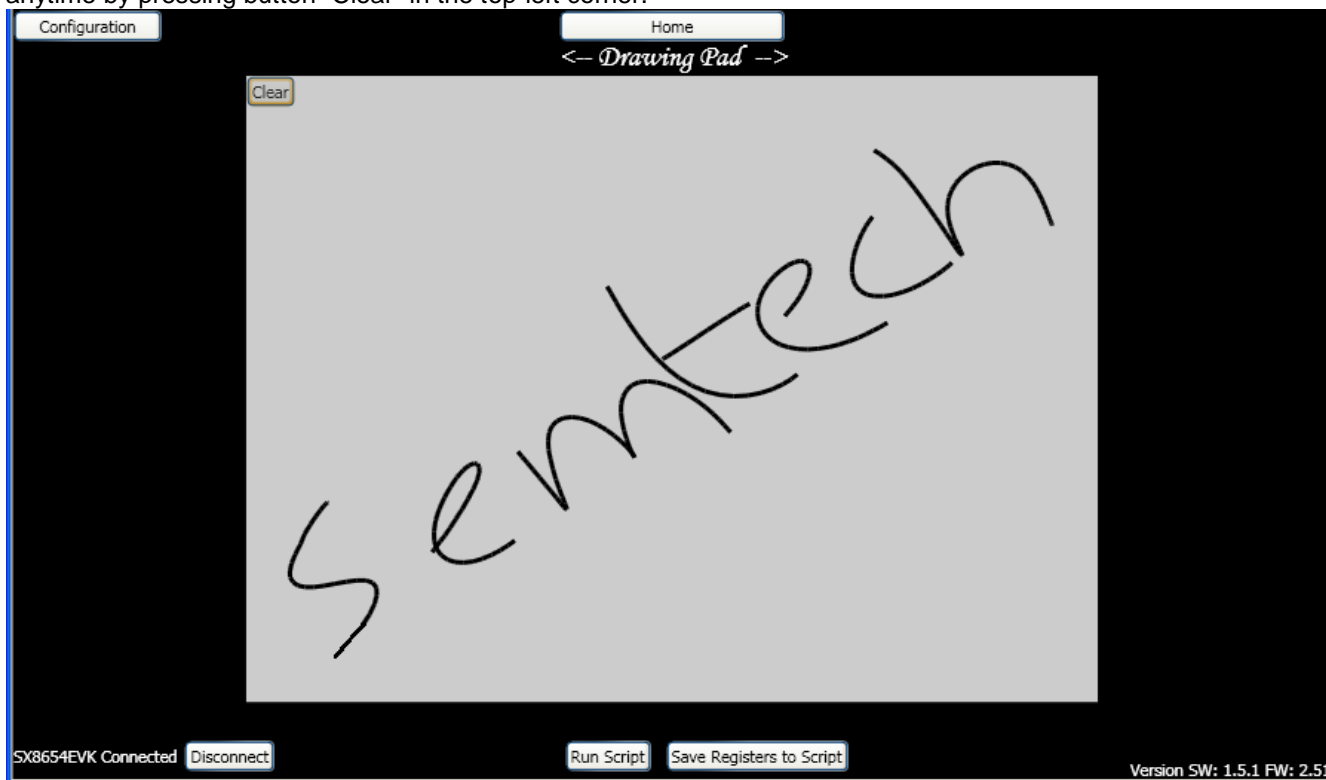 anytime by pressing button "Clear" in the top left corner.
Configuration
Home
<-- Drawing Pad -->
Clear
semtech
SX8654EVK Connected
Disconnect
Run Script
Save Registers to Script
Version SW: 1.5.1 FW: 2.51